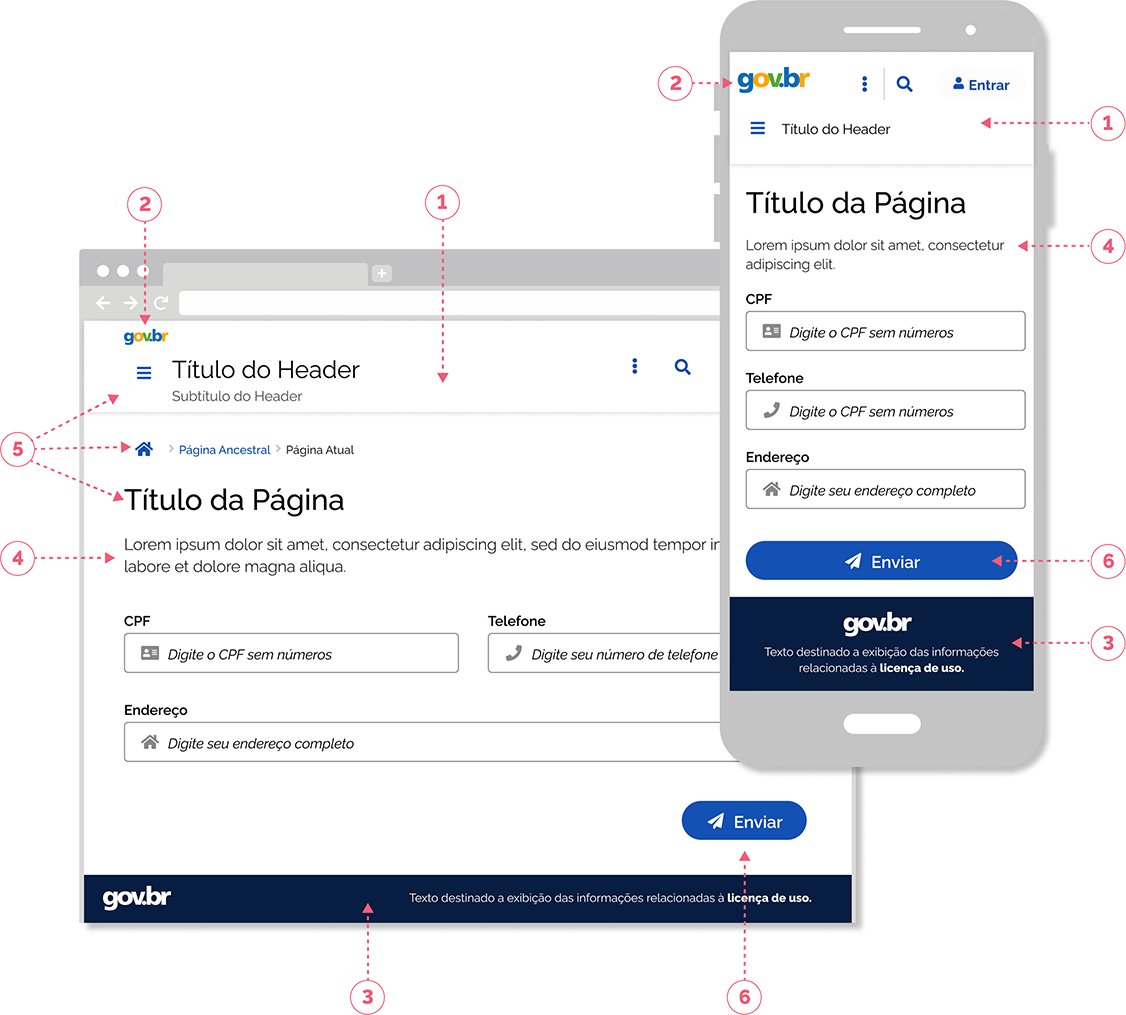 2
gov.br
Entrar
1
Título do Header
Título da Página
4
Lorem ipsum dolor sit amet, consectetur
adipiscing elit.
CPF
Digite o CPF sem números
Telefone
Digite o CPF sem números
Endereço
Digite seu endereço completo
Enviar
6
gov.br
3
Texto destinado a exibição das informações
relacionadas à licença de uso.
2
1
gov.br
Título do Header
Subtítulo do Header
5
Página Ancestral
Página Atual
Título da Página
4
Lorem ipsum dolor sit amet, consectetur adipiscing elit, sed do eiusmod tempor in
labore et dolore magna aliqua.
CPF
Telefone
Digite o CPF sem números
Digite seu número de telefone
Endereço
Digite seu endereço completo
Enviar
gov.br
Texto destinado a exibição das informações relacionadas à licença de uso.
3
6